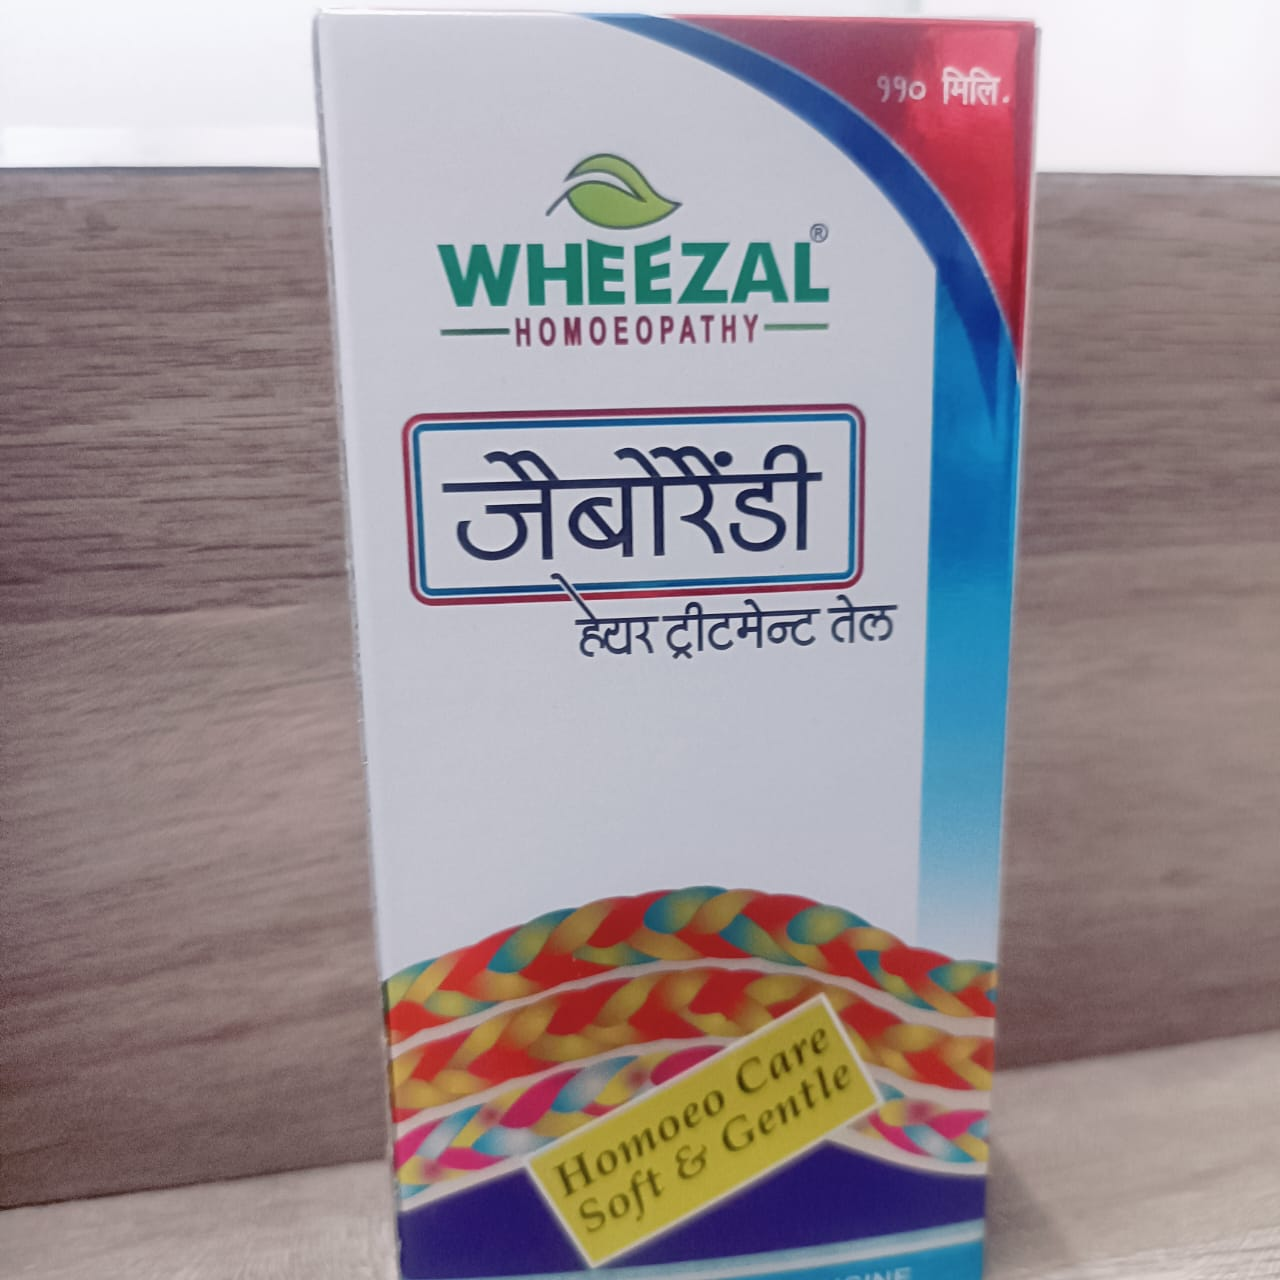 ११० मिलि.
WHEEZAL®
HOMOEOPATHY
जैबोरैंडी
हेयर ट्रीटमेन्ट तेल
Homoeo Care
Soft & Gentle